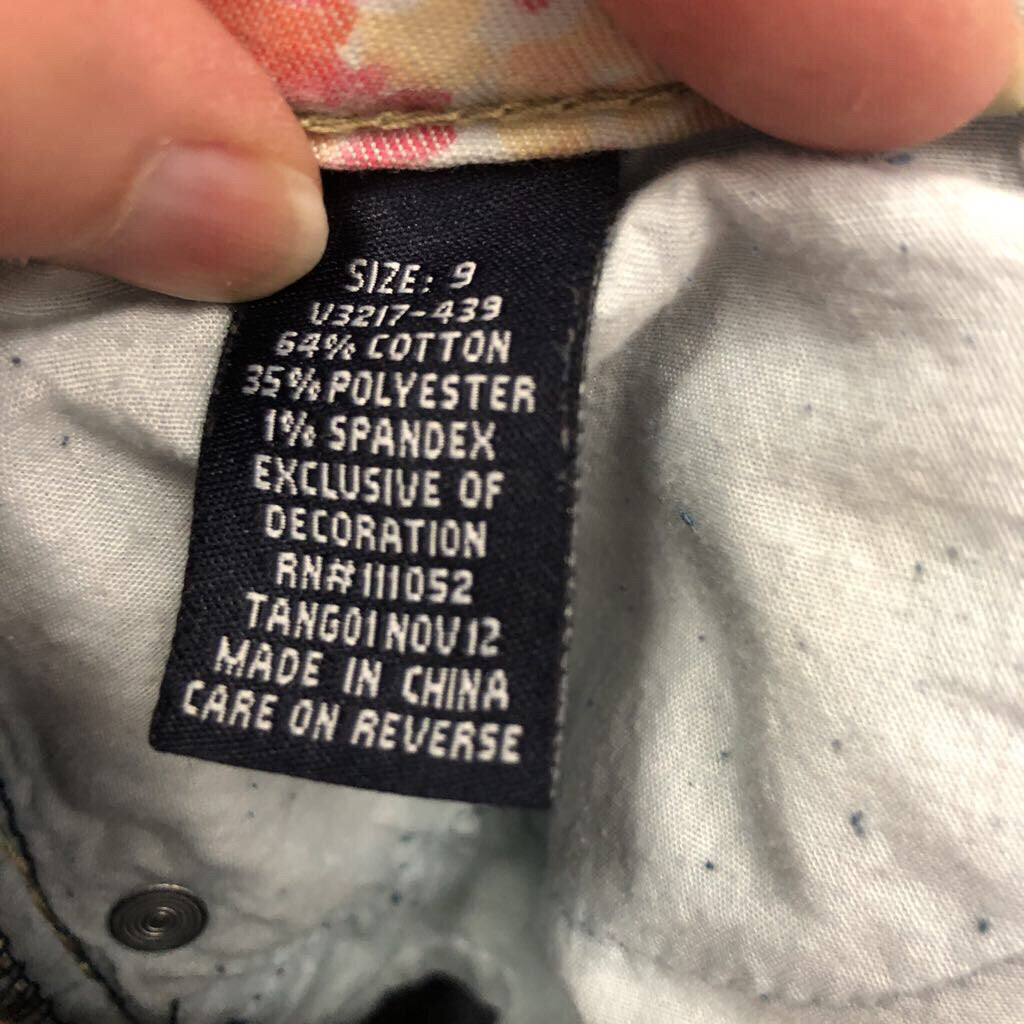 SIZE: 9
V3217-439
64% COTTON
35% POLYESTER
1% SPANDEX
EXCLUSIVE OF
DECORATION
RN# 111052
TANG01NOV12
MADE IN CHINA
CARE ON REVERSE